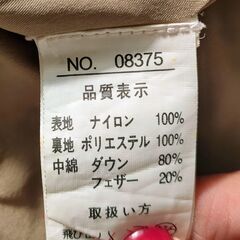 NO. 08375
品質表示
表地 ナイロン 100%
裏地 ポリエステル 100%
中綿 ダウン 80%
フェザー 20%
取扱い方